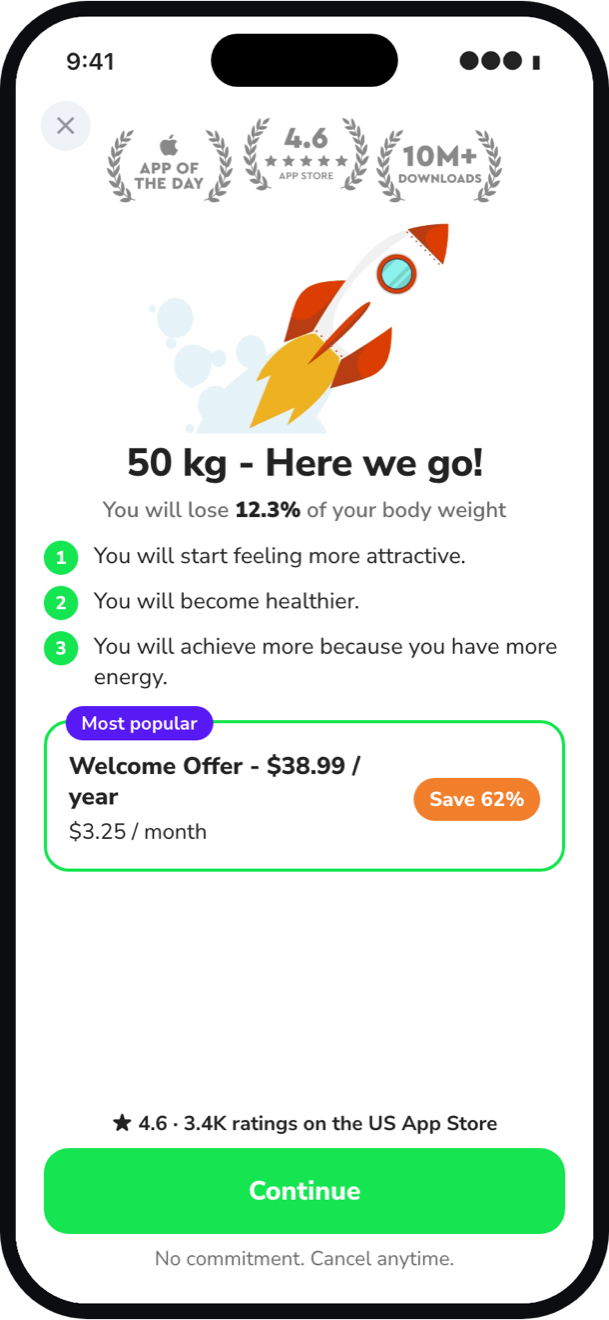 9:41
APP OF
THE DAY
4.6
★★★★★
APP STORE
10M+
DOWNLOADS
50 kg - Here we go!
You will lose 12.3% of your body weight
1 You will start feeling more attractive.
2 You will become healthier.
3 You will achieve more because you have more
energy.
Most popular
Welcome Offer - $38.99 /
year
$3.25 / month
Save 62%
★ 4.6 · 3.4K ratings on the US App Store
Continue
No commitment. Cancel anytime.